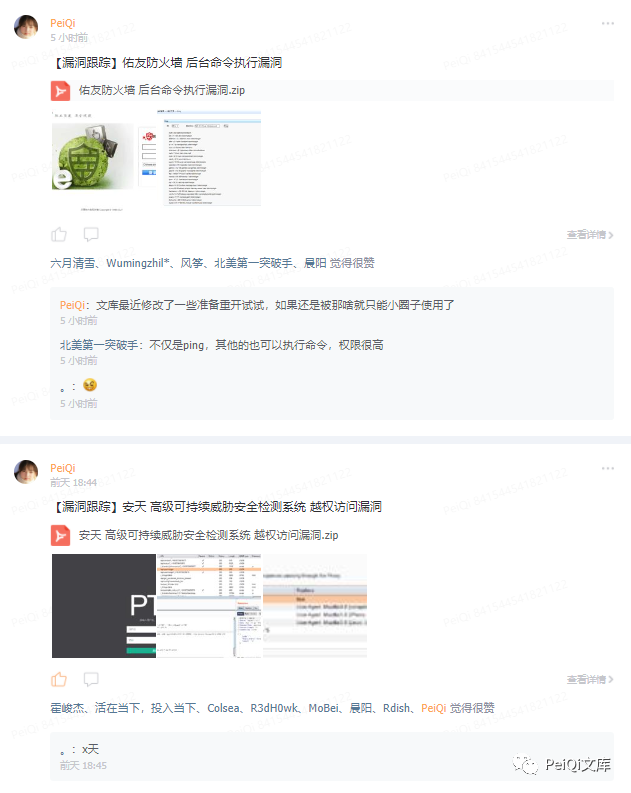 PeiQi
5 小时前
【漏洞跟踪】佑友防火墙 后台命令执行漏洞
佑友防火墙 后台命令执行漏洞.zip
查看详情
六月清雪、Wumingzhil*、风筝、北美第一突破手、晨阳 觉得很赞
PeiQi：文库最近修改了一些准备重开试试，如果还是被那啥就只能小圈子使用了
5 小时前
北美第一突破手：不仅是ping，其他的也可以执行命令，权限很高
5 小时前
。：
5 小时前
PeiQi
前天 18:44
【漏洞跟踪】安天 高级可持续威胁安全检测系统 越权访问漏洞
安天 高级可持续威胁安全检测系统 越权访问漏洞.zip
PT
查看详情
霍峻杰、活在当下，投入当下、Colsea、R3dH0wk、MoBei、晨阳、Rdish、PeiQi 觉得很赞
。：x天
前天 18:45
PeiQi文库